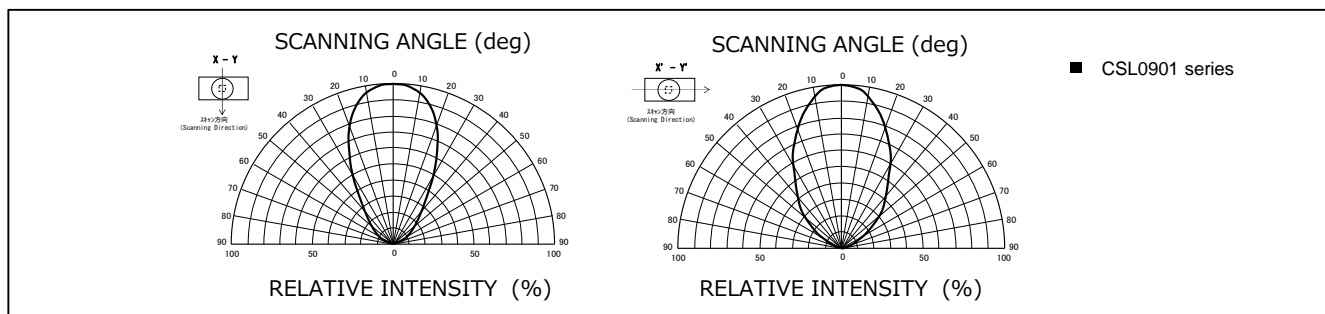 SCANNING ANGLE (deg)
X - Y
スキャン方向
(Scanning Direction)
90 80 70 60 50 40 30 20 10 0 10 20 30 40 50 60 70 80 90
100 50 0 50 100
RELATIVE INTENSITY (%)
SCANNING ANGLE (deg)
X' - Y'
スキャン方向
(Scanning Direction)
90 80 70 60 50 40 30 20 10 0 10 20 30 40 50 60 70 80 90
100 50 0 50 100
RELATIVE INTENSITY (%)
■ CSL0901 series